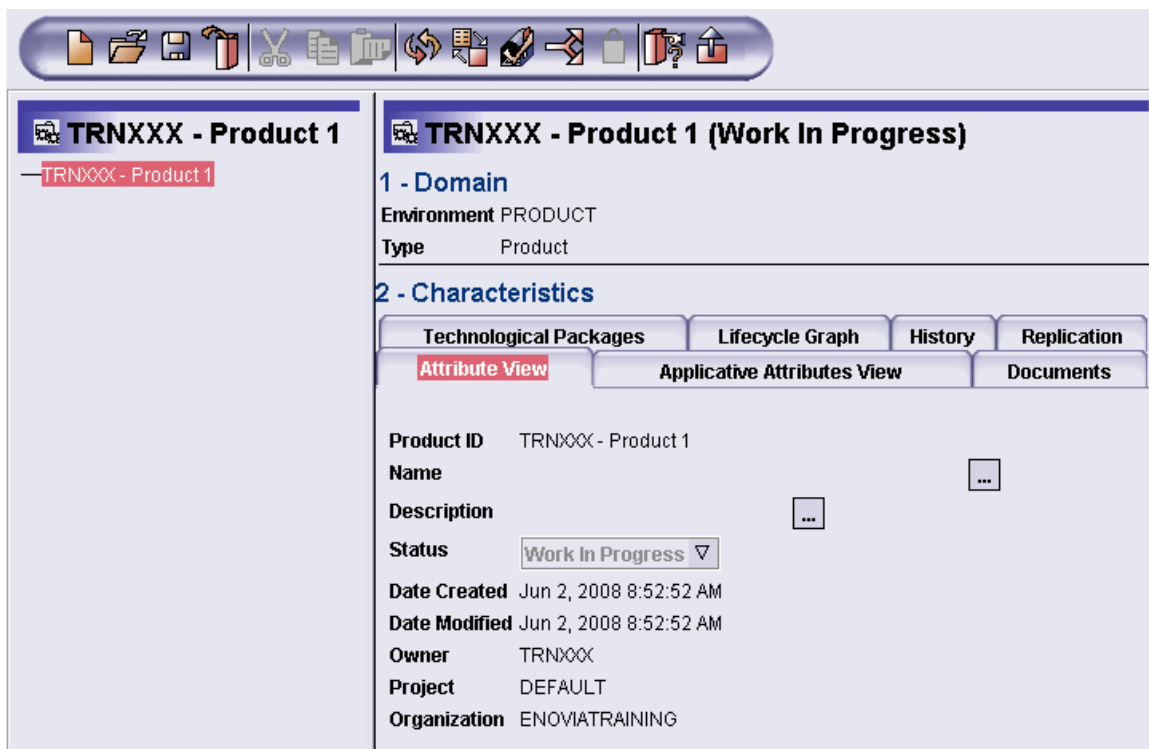 TRNXXX - Product 1
TRNXXX - Product 1
TRNXXX - Product 1 (Work In Progress)
1 - Domain
Environment PRODUCT
Type Product
2 - Characteristics
Technological Packages Lifecycle Graph History Replication
Attribute View Applicative Attributes View Documents
Product ID TRNXXX - Product 1
Name ...
Description ...
Status Work In Progress
Date Created Jun 2, 2008 8:52:52 AM
Date Modified Jun 2, 2008 8:52:52 AM
Owner TRNXXX
Project DEFAULT
Organization ENOVIATRAINING